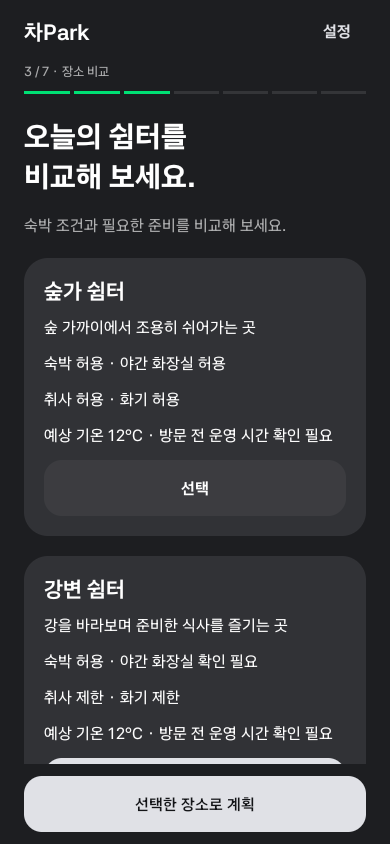 차Park
설정
3 / 7 · 장소 비교
오늘의 쉼터를
비교해 보세요.
숙박 조건과 필요한 준비를 비교해 보세요.
숲가 쉼터
숲 가까이에서 조용히 쉬어가는 곳
숙박 허용 · 야간 화장실 허용
취사 허용 · 화기 허용
예상 기온 12°C · 방문 전 운영 시간 확인 필요
선택
강변 쉼터
강을 바라보며 준비한 식사를 즐기는 곳
숙박 허용 · 야간 화장실 확인 필요
취사 제한 · 화기 제한
예상 기온 12°C · 방문 전 운영 시간 확인 필요
선택한 장소로 계획